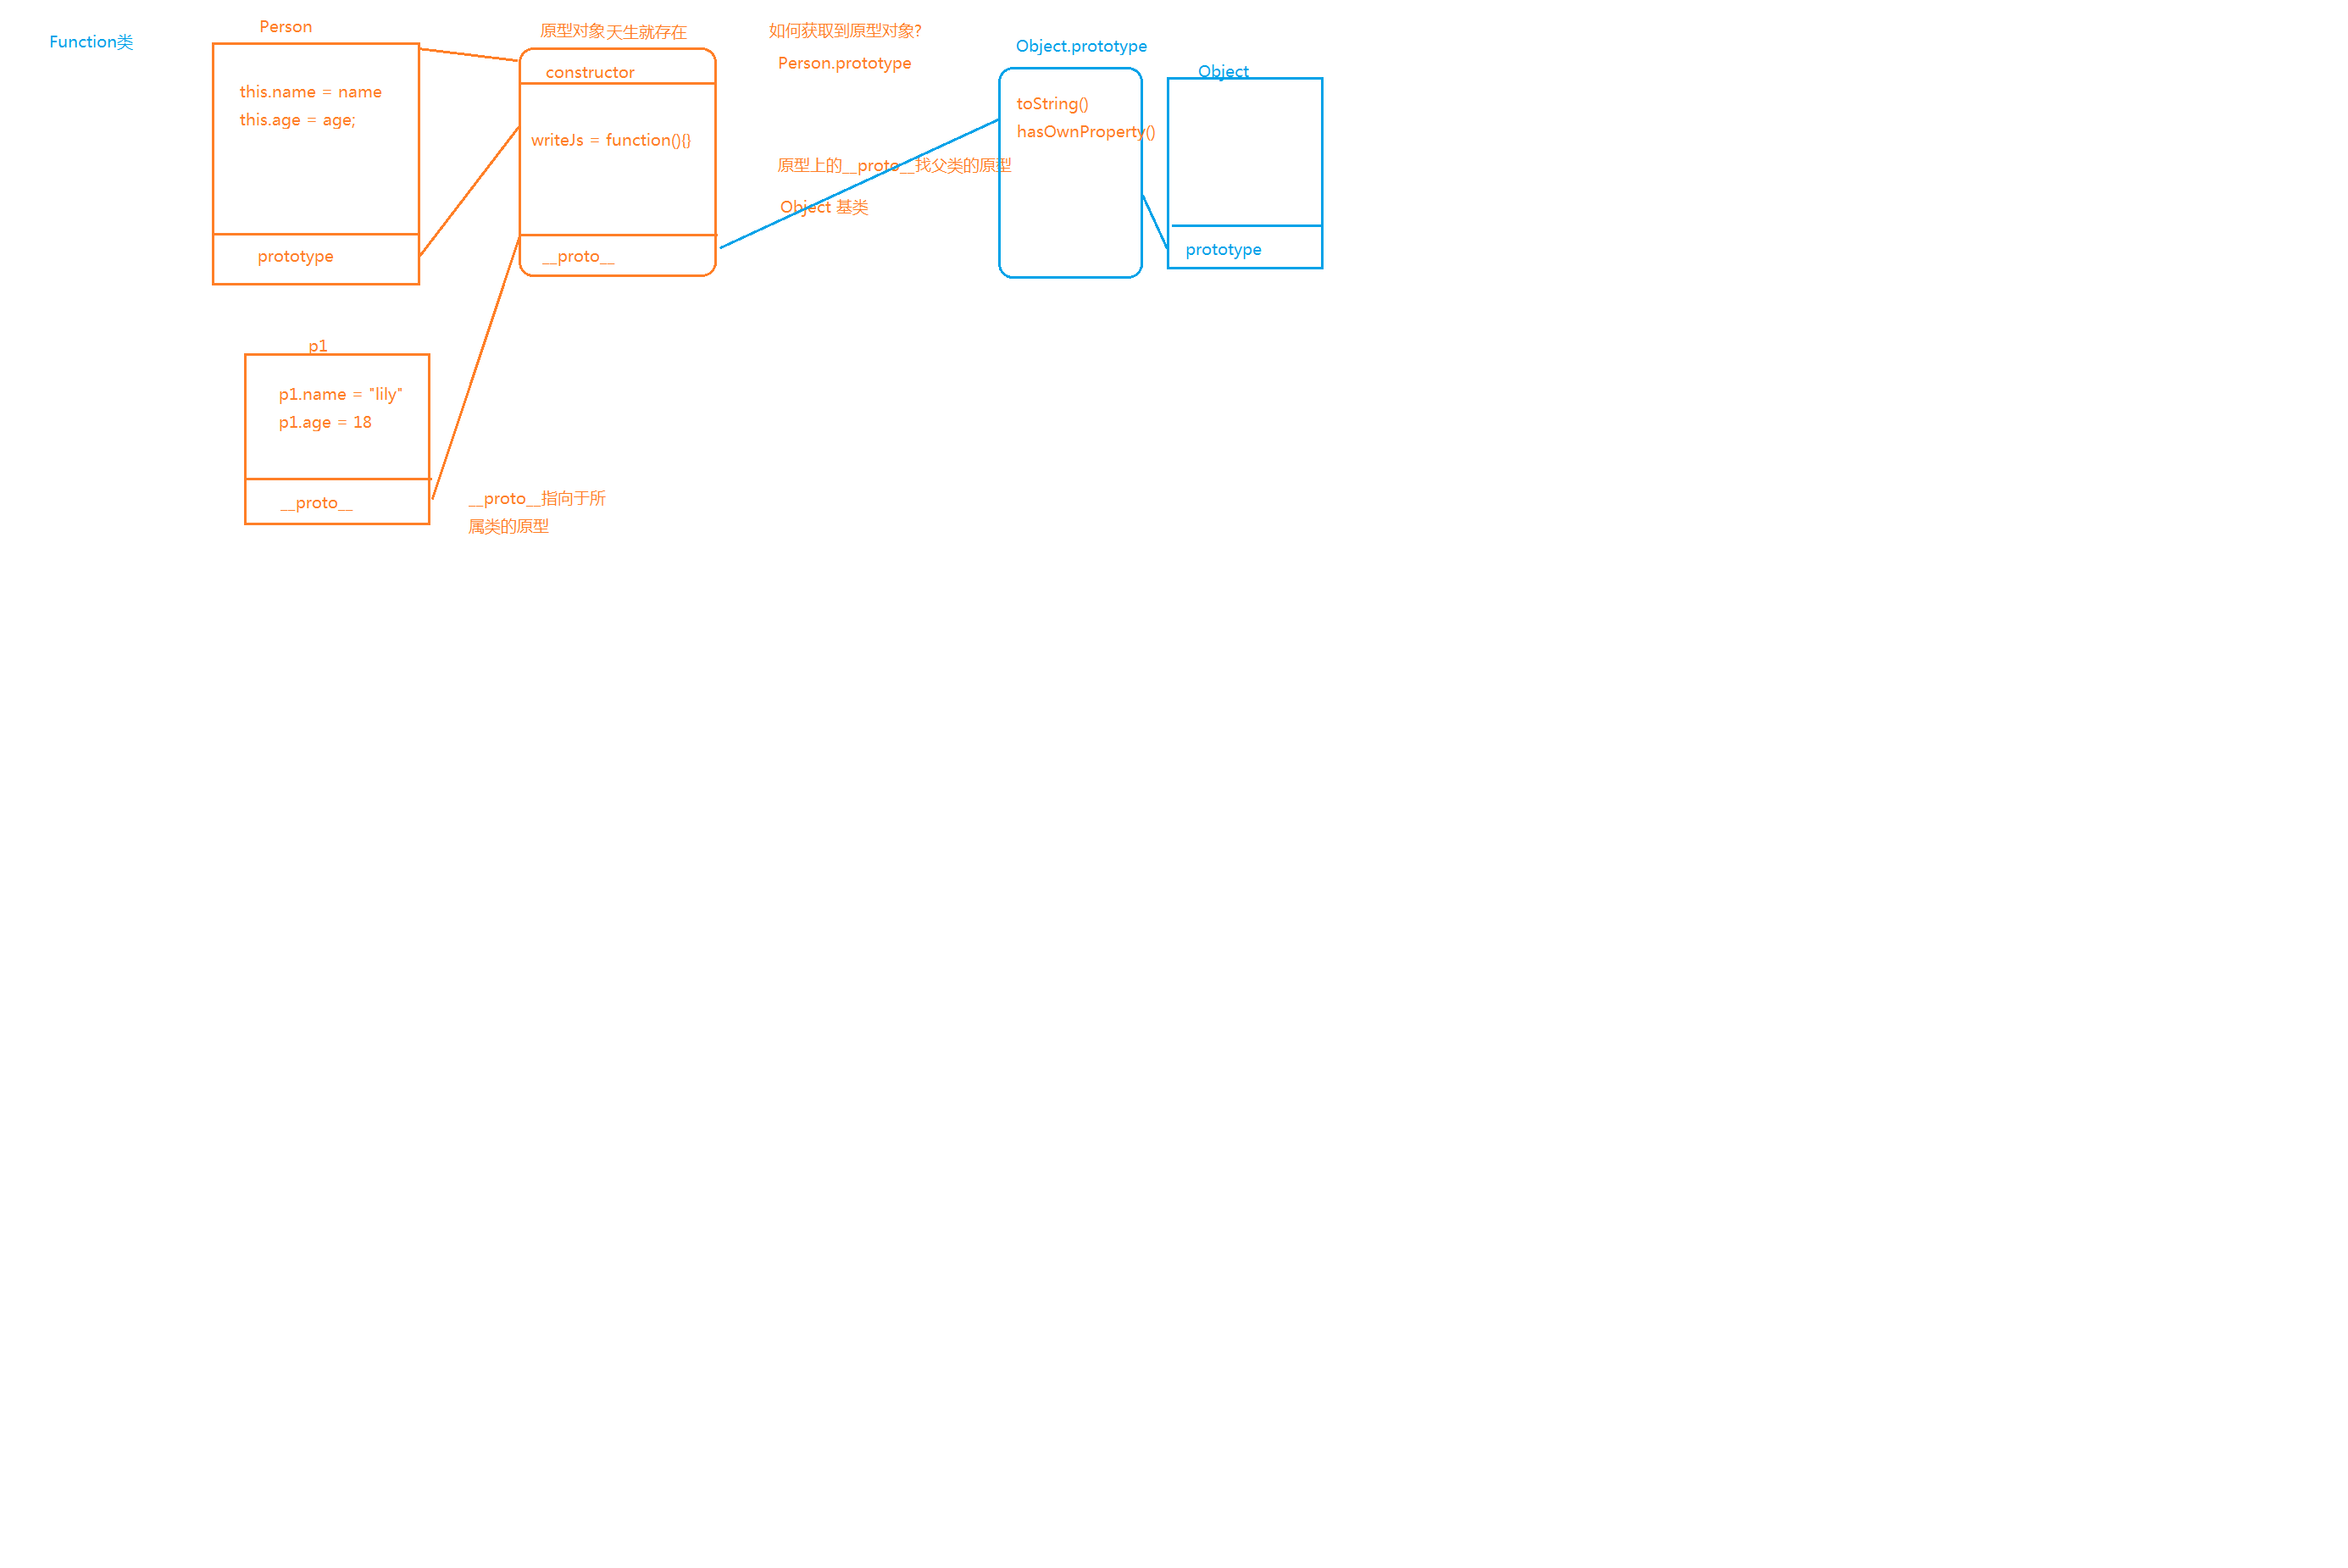 Function类
Person
this.name = name
this.age = age;
prototype
原型对象 天生就存在
constructor
writeJs = function(){}
__proto__
如何获取到原型对象?
Person.prototype
原型上的__proto__找父类的原型
Object 基类
Object.prototype
toString()
hasOwnProperty()
Object
prototype
p1
p1.name = "lily"
p1.age = 18
__proto__
__proto__指向于所
属类的原型